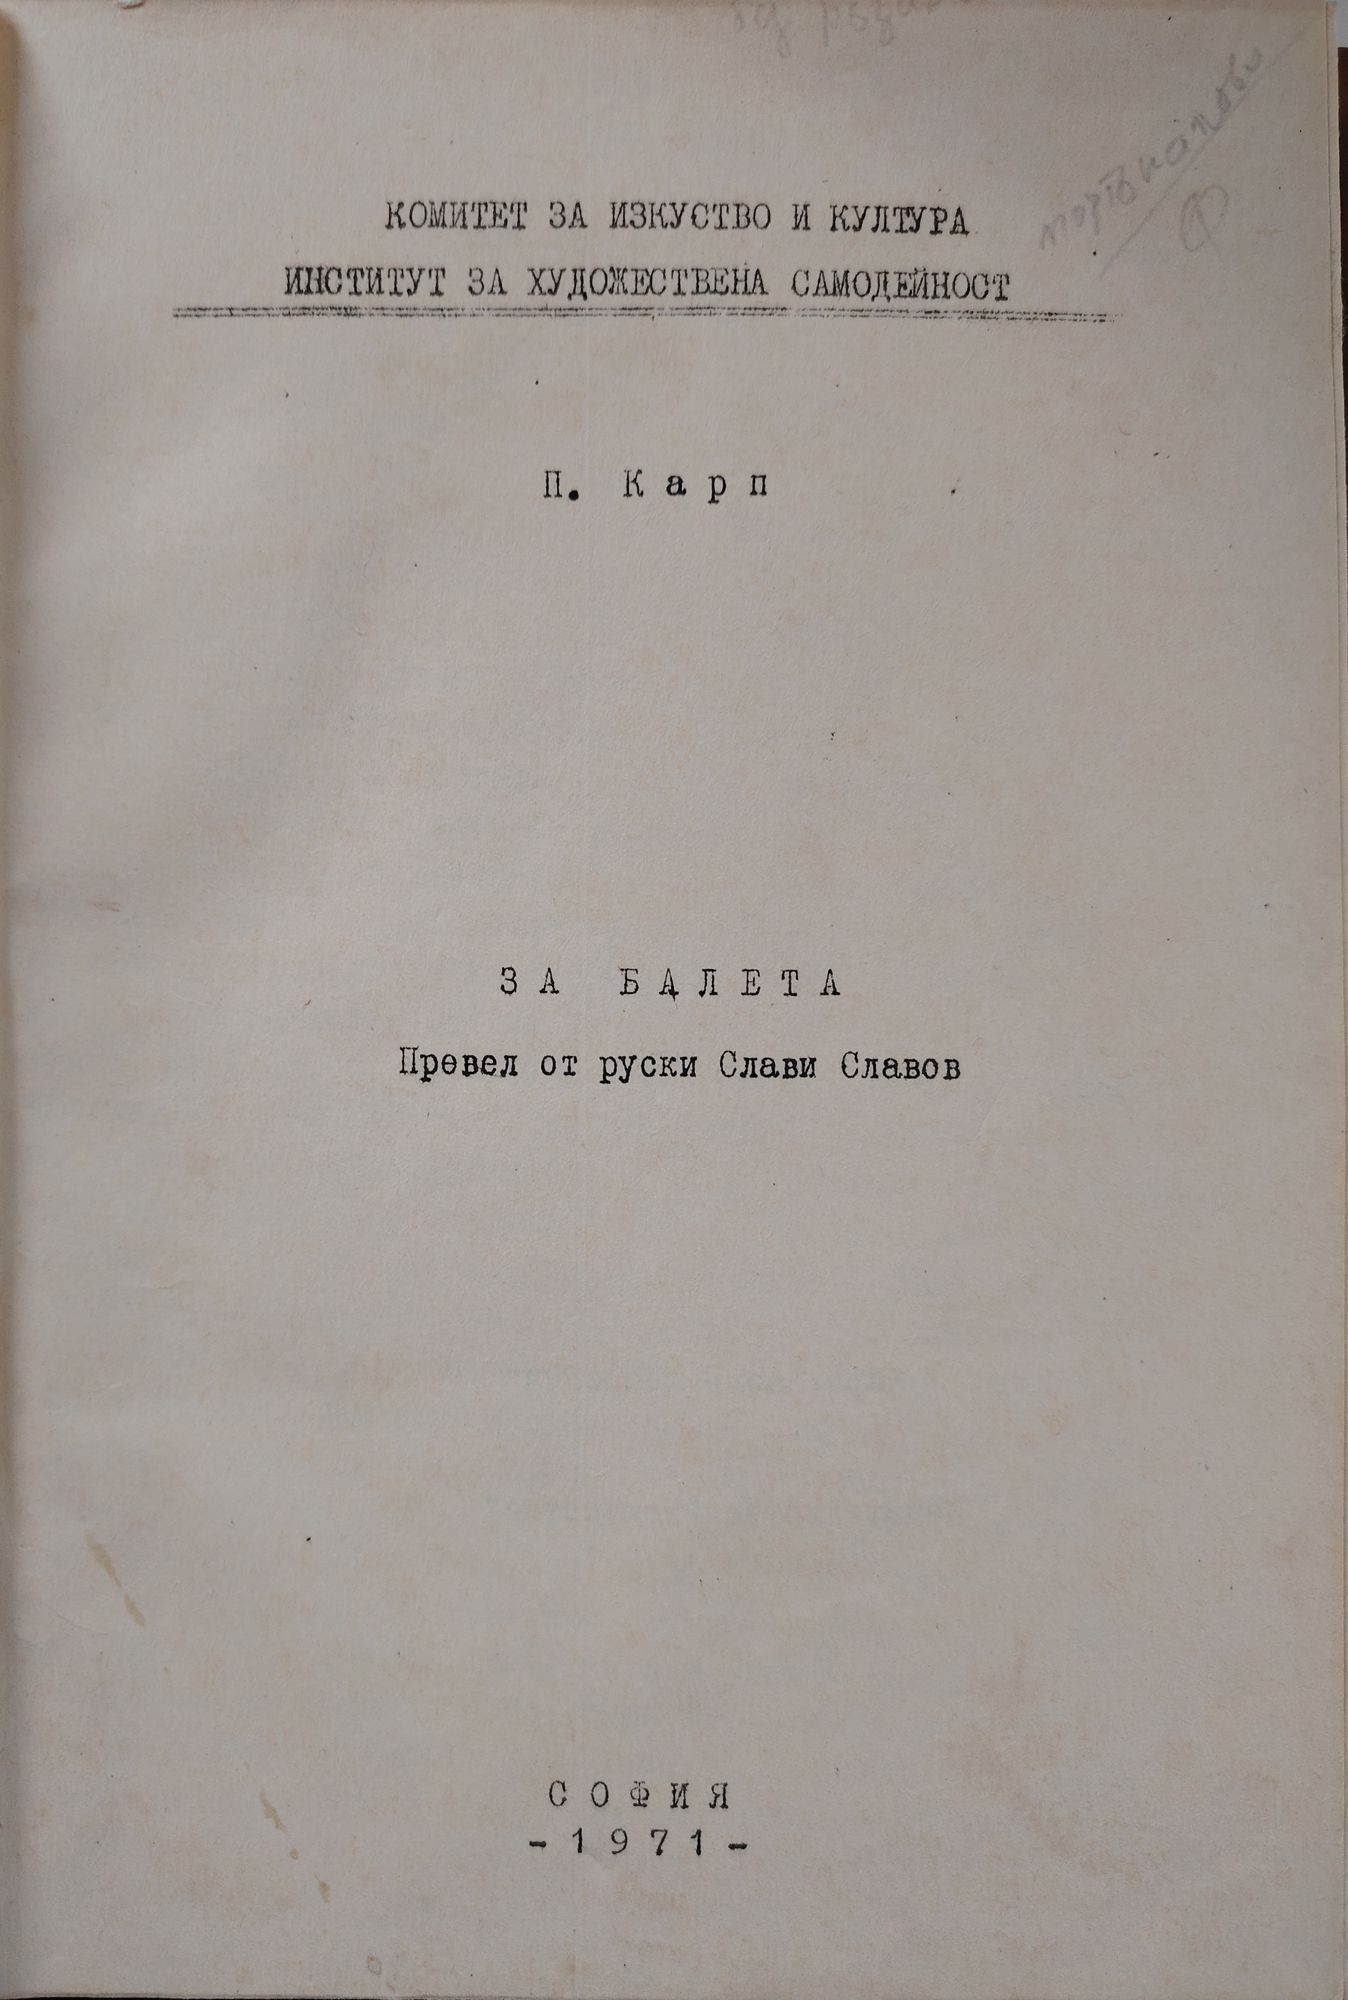 КОМИТЕТ ЗА ИЗКУСТВО И КУЛТУРА
ИНСТИТУТ ЗА ХУДОЖЕСТВЕНА САМОДЕЙНОСТ
П. Карп
ЗА БАЛЕТА
Превел от руски Слави Славов
СОФИЯ
-1971-